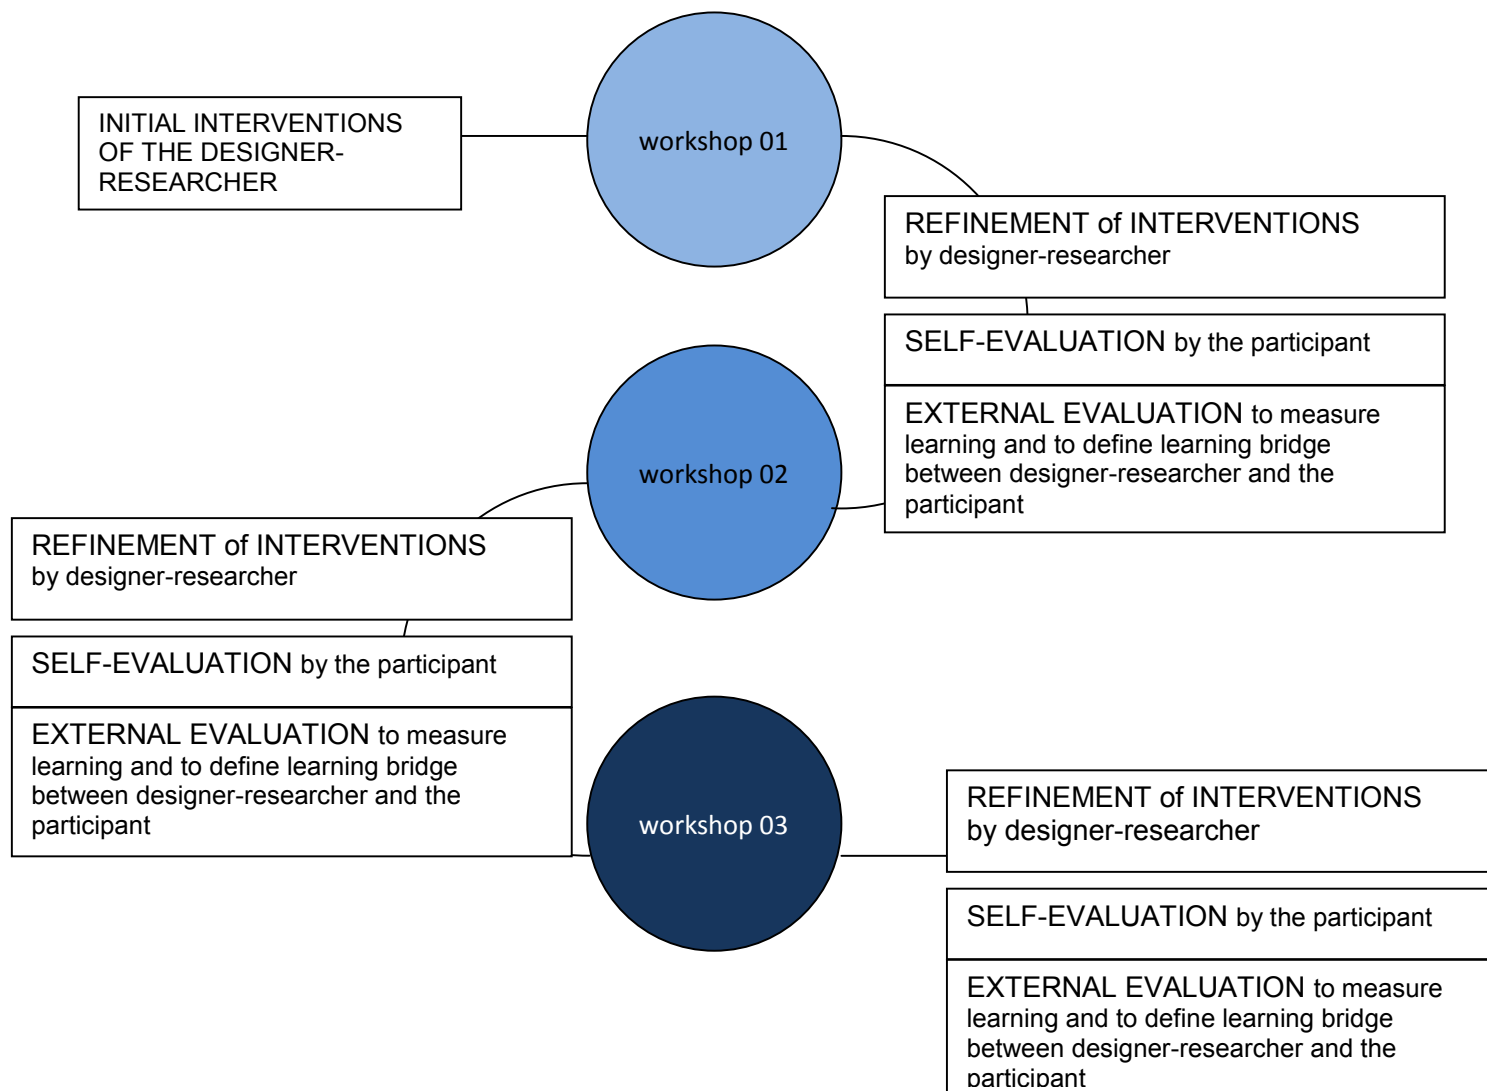 INITIAL INTERVENTIONS
OF THE DESIGNER-
RESEARCHER
workshop 01
REFINEMENT of INTERVENTIONS
by designer-researcher
SELF-EVALUATION by the participant
EXTERNAL EVALUATION to measure
learning and to define learning bridge
between designer-researcher and the
participant
workshop 02
REFINEMENT of INTERVENTIONS
by designer-researcher
SELF-EVALUATION by the participant
EXTERNAL EVALUATION to measure
learning and to define learning bridge
between designer-researcher and the
participant
workshop 03
REFINEMENT of INTERVENTIONS
by designer-researcher
SELF-EVALUATION by the participant
EXTERNAL EVALUATION to measure
learning and to define learning bridge
between designer-researcher and the
participant